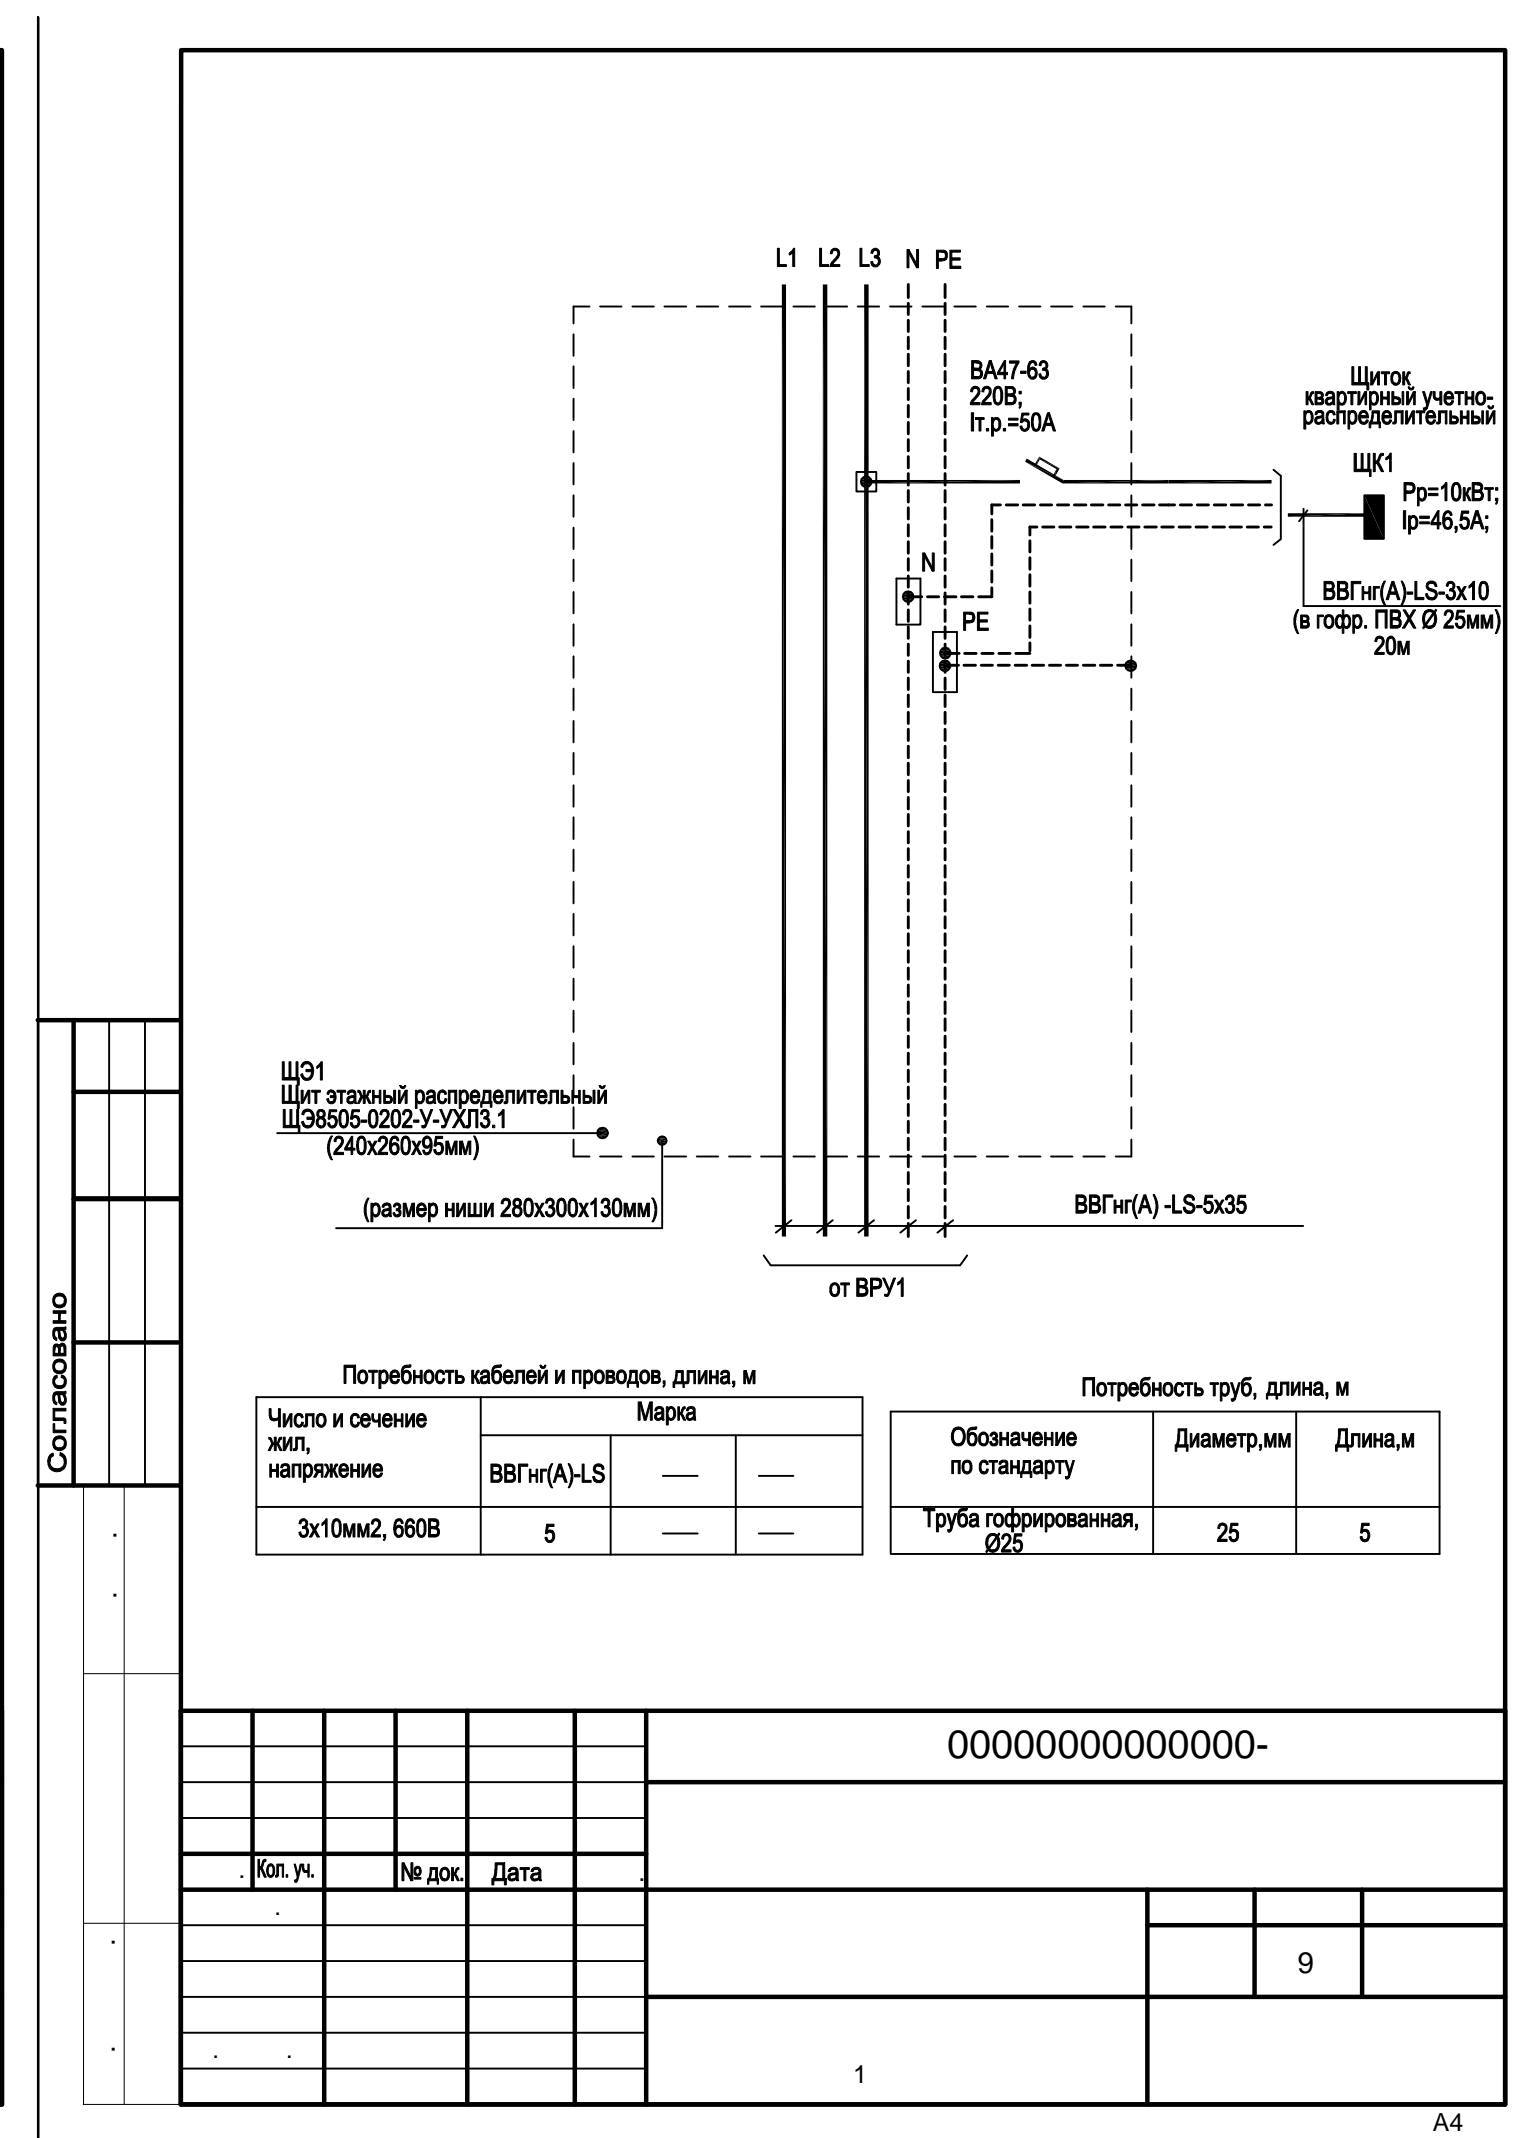 L1 L2 L3 N PE
ВА47-63
220В;
Iт.р.=50А
Щиток
квартирный учетно-
распределительный
ЩК1
Рр=10кВт;
Iр=46,5А;
N
ВВГнг(А)-LS-3х10
(в гофр. ПВХ Ø 25мм)
20м
PE
ЩЭ1
Щит этажный распределительный
ЩЭ8505-0202-У-УХЛ3.1
(240х260х95мм)
(размер ниши 280х300х130мм)
ВВГнг(А) -LS-5х35
от ВРУ1
Согласовано
Потребность кабелей и проводов, длина, м
Число и сечение
жил,
напряжение
Марка
ВВГнг(А)-LS — —
3х10мм2, 660В 5 — —
Потребность труб, длина, м
Обозначение
по стандарту
Диаметр,мм Длина,м
Труба гофрированная,
Ø25
25 5
00000000000000-
. Кол. уч. № док. Дата .
9
1
А4